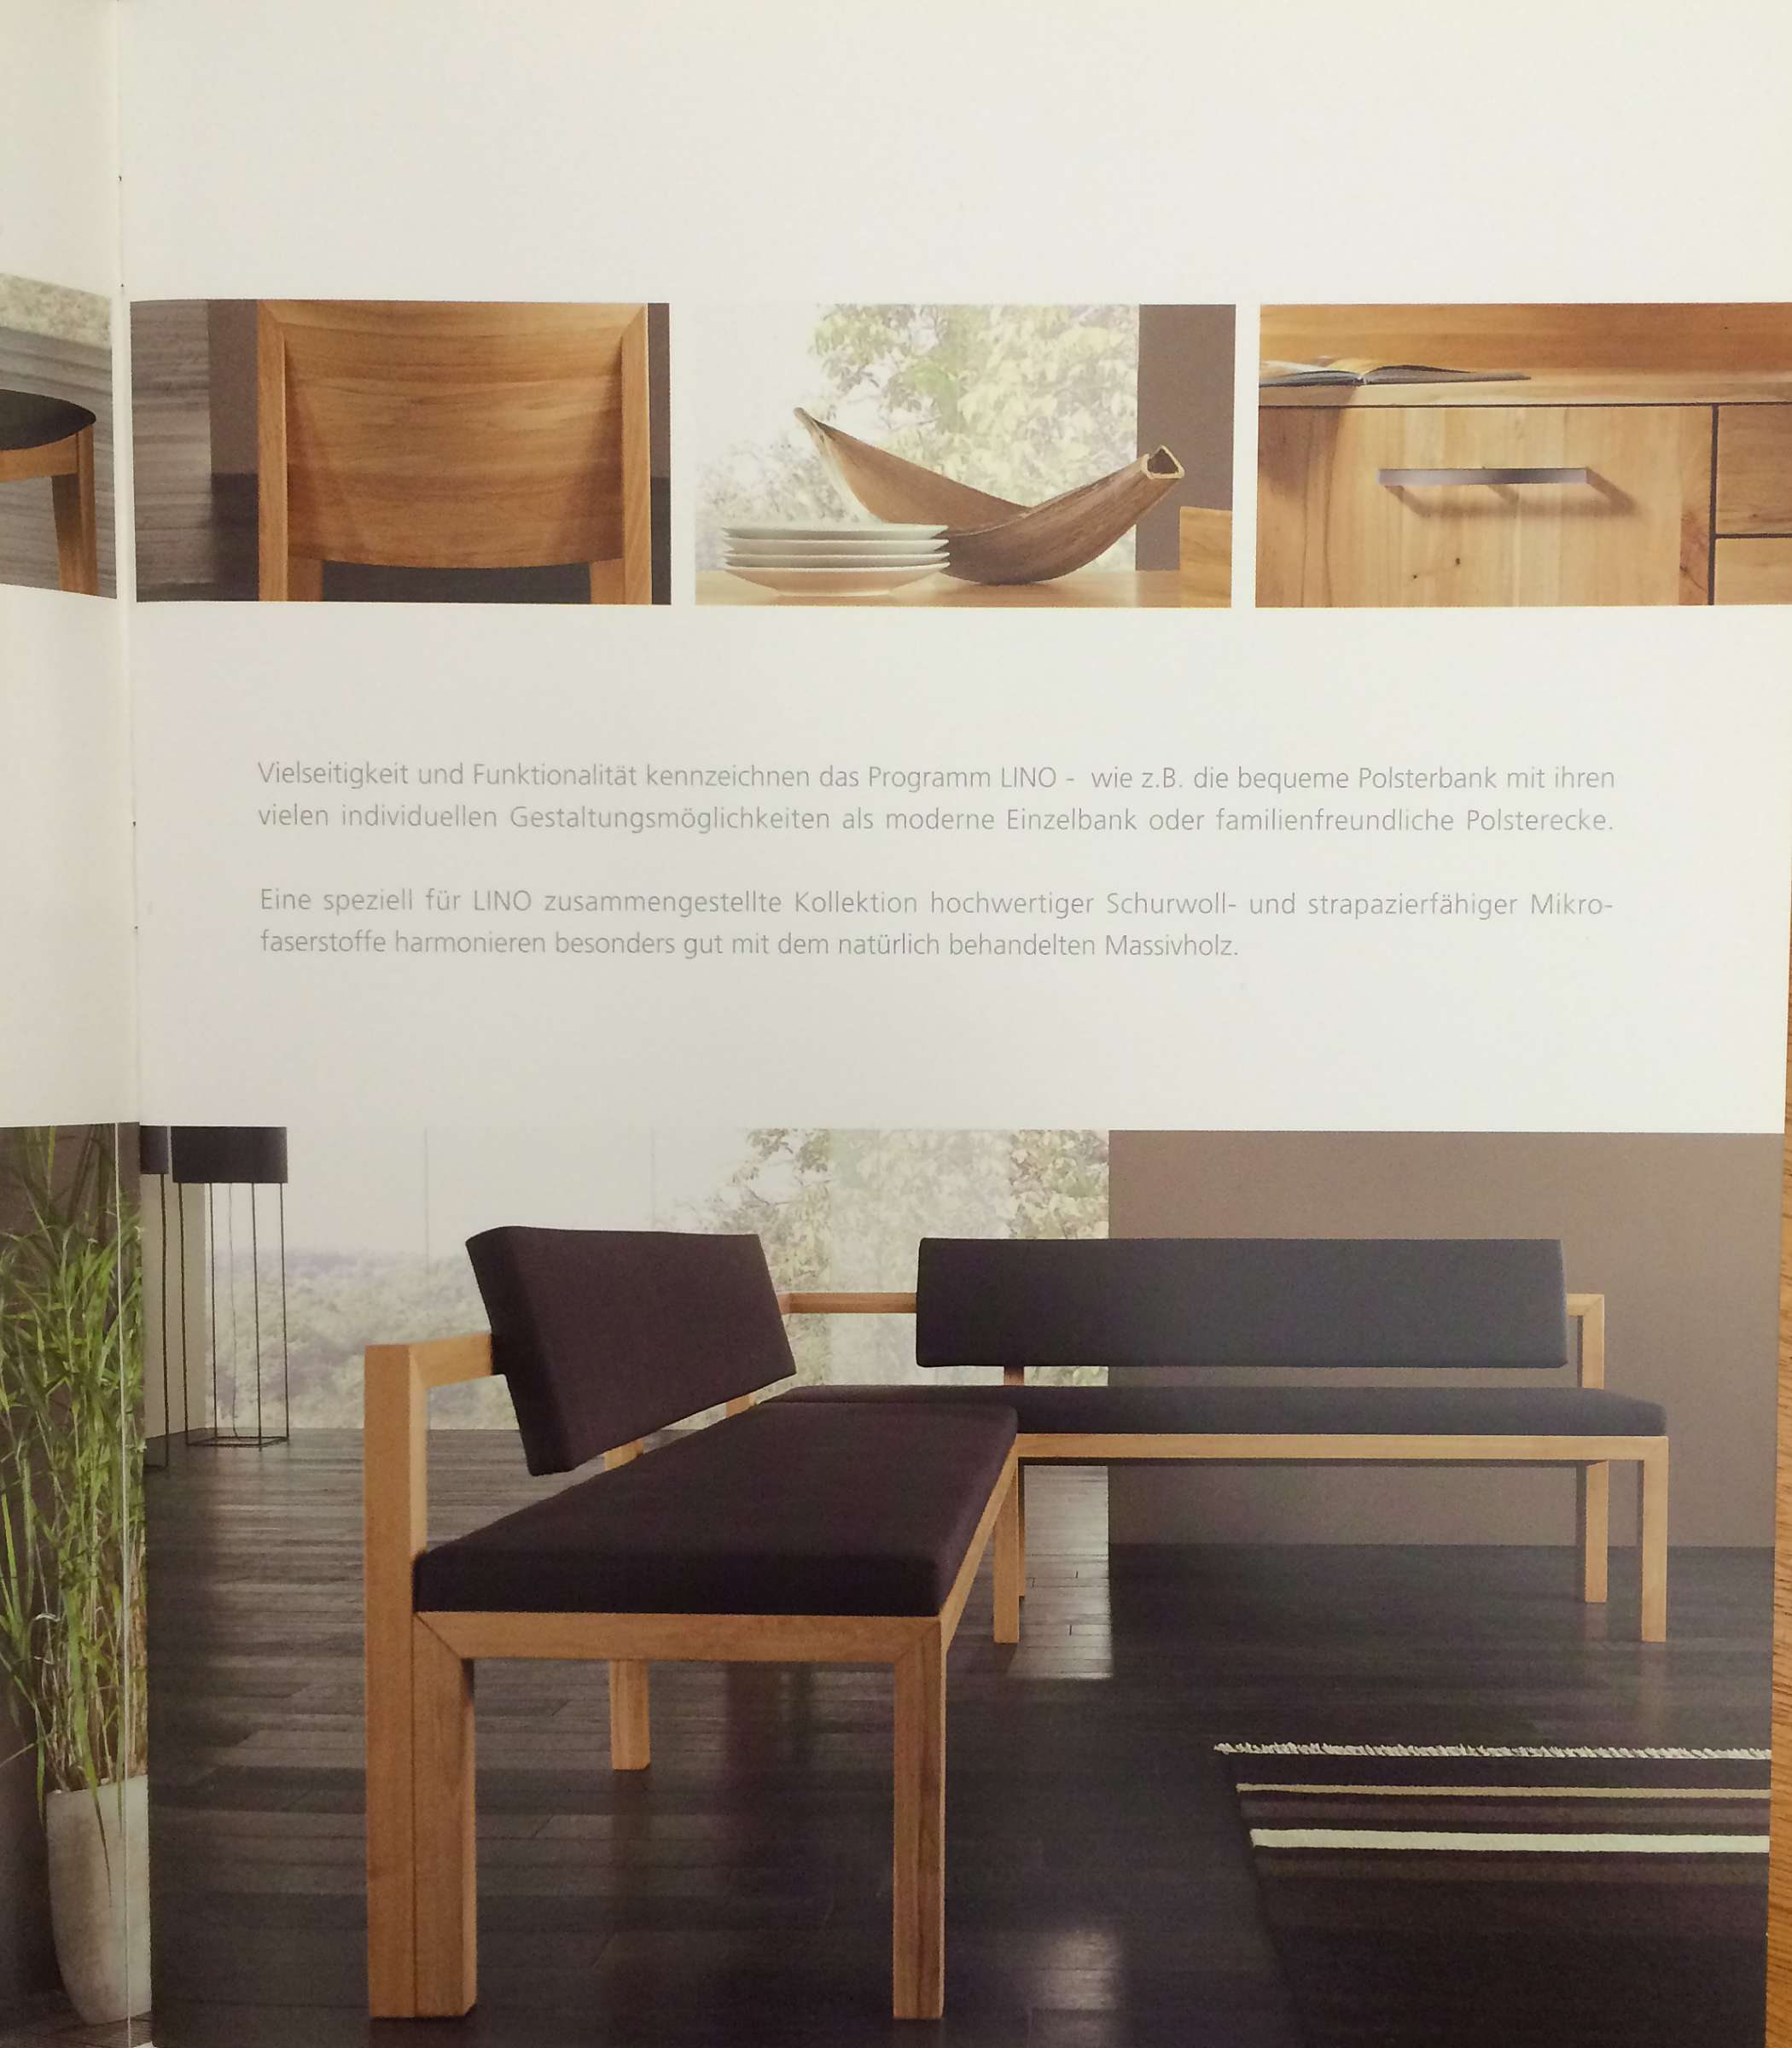 Vielseitigkeit und Funktionalität kennzeichnen das Programm LINO - wie z.B. die bequeme Polsterbank mit ihren
vielen individuellen Gestaltungsmöglichkeiten als moderne Einzelbank oder familienfreundliche Polsterecke.
Eine speziell für LINO zusammengestellte Kollektion hochwertiger Schurwoll- und strapazierfähiger Mikro-
faserstoffe harmonieren besonders gut mit dem natürlich behandelten Massivholz.